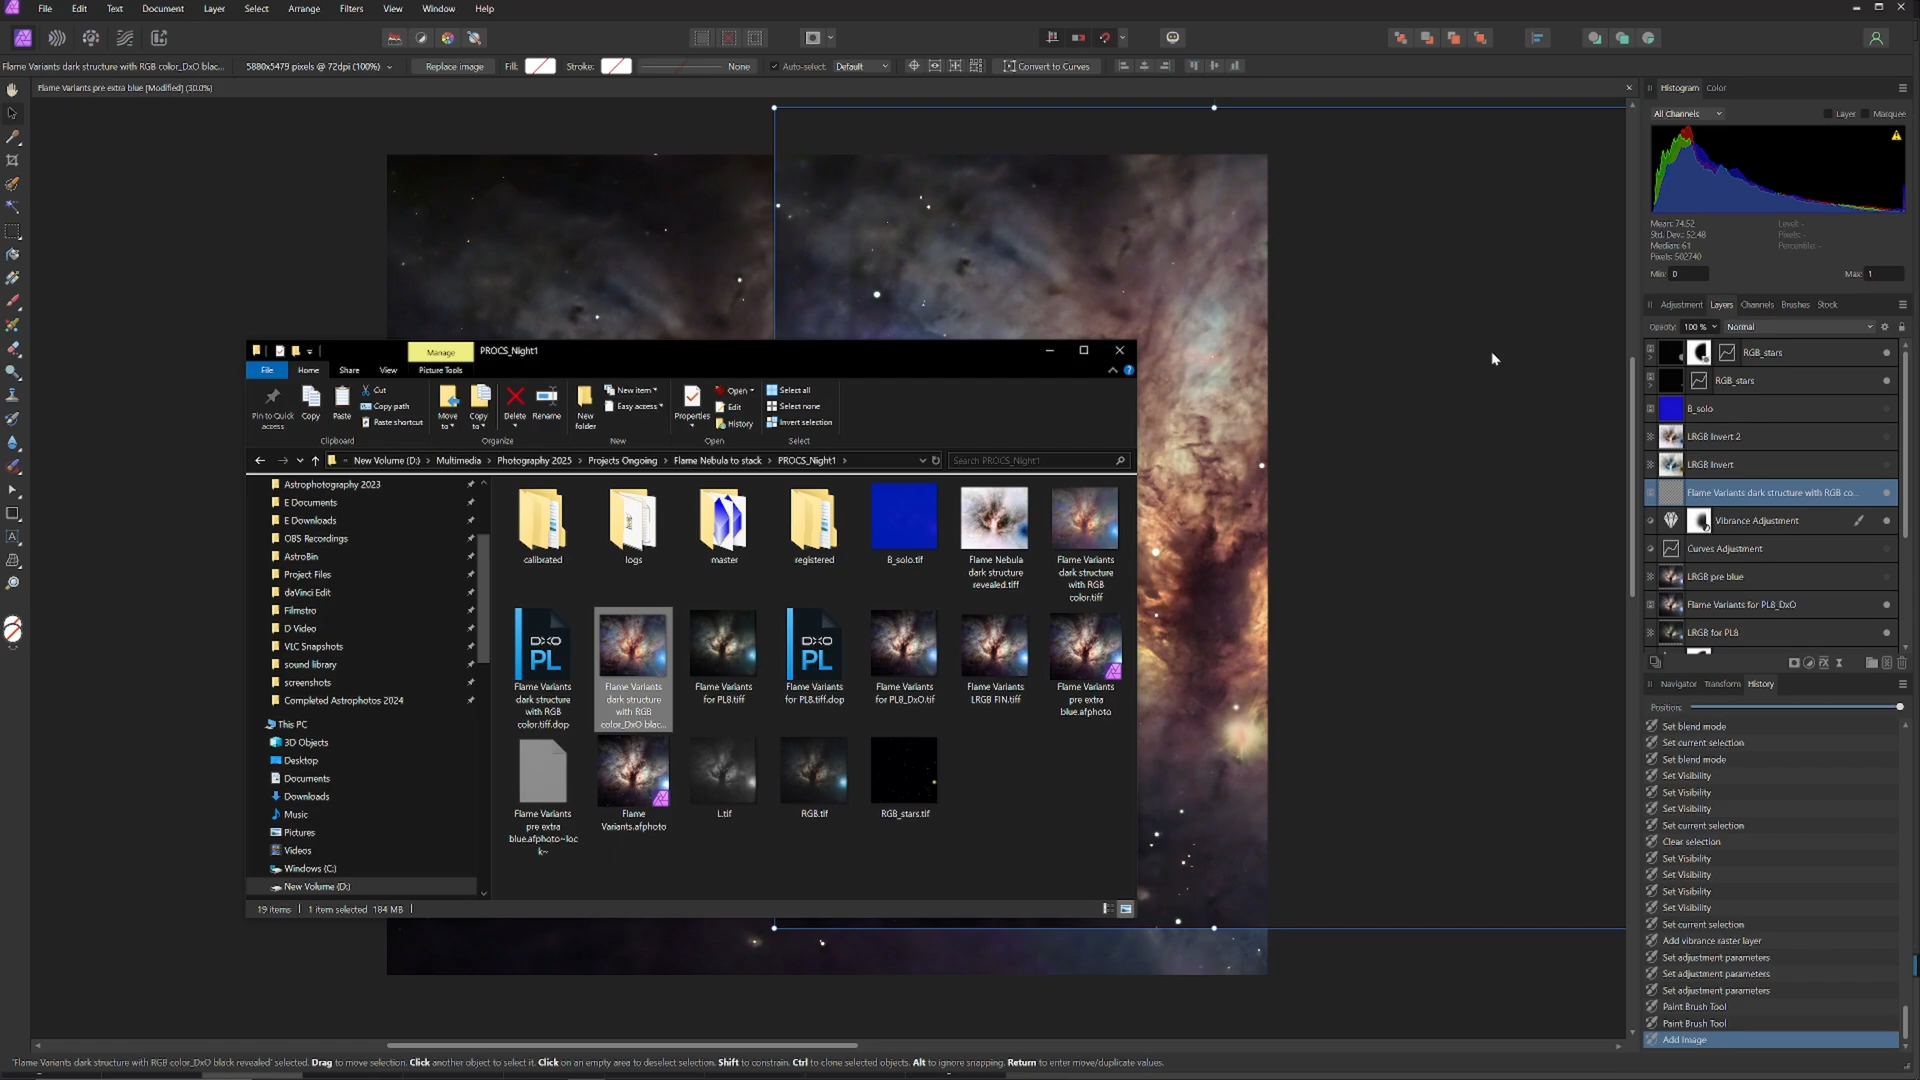 File Edit Text Document Layer Select Arrange Filters View Window Help
Flame Variants dark structure with RGB color_DxO blac... 5880x5479 pixels @ 72dpi (100%) Replace image Fill: Stroke: None Auto-select: Default Convert to Curves
Flame Variants pre extra blue [Modified] (30.0%)
Histogram Color
All Channels Layer Marquee
Mean: 74.52 Level: -
Std. Dev.: 52.48 Pixels: -
Median: 61 Percentile: -
Pixels: 502740
Min: 0 Max: 1
Adjustment Layers Channels Brushes Stock
Opacity: 100 % Normal
RGB_stars
RGB_stars
B_solo
LRGB Invert 2
LRGB Invert
Flame Variants dark structure with RGB co...
Vibrance Adjustment
Curves Adjustment
LRGB pre blue
Flame Variants for PL8_DxO
LRGB for PL8
Navigator Transform History
Position:
Set blend mode
Set current selection
Set blend mode
Set Visibility
Set Visibility
Set Visibility
Set current selection
Clear selection
Set Visibility
Set Visibility
Set Visibility
Set Visibility
Set current selection
Add vibrance raster layer
Set adjustment parameters
Set adjustment parameters
Set adjustment parameters
Paint Brush Tool
Paint Brush Tool
Add Image
Manage PROCS_Night1
File Home Share View Picture Tools
Pin to Quick access
Copy
Paste
Cut
Copy path
Paste shortcut
Clipboard
Move to
Copy to
Delete
Rename
Organize
New folder
New item
Easy access
New
Properties
Open
Edit
History
Open
Select all
Select none
Invert selection
Select
« New Volume (D:) › Multimedia › Photography 2025 › Projects Ongoing › Flame Nebula to stack › PROCS_Night1 › Search PROCS_Night1
Astrophotography 2023
E Documents
E Downloads
OBS Recordings
AstroBin
Project Files
daVinci Edit
Filmstro
D Video
VLC Snapshots
sound library
screenshots
Completed Astrophotos 2024
This PC
3D Objects
Desktop
Documents
Downloads
Music
Pictures
Videos
Windows (C:)
New Volume (D:)
calibrated
logs
master
registered
B_solo.tif
Flame Nebula dark structure revealed.tiff
Flame Variants dark structure with RGB color.tiff
DXO PL
Flame Variants dark structure with RGB color.tiff.dop
Flame Variants dark structure with RGB color_DxO blac...
Flame Variants for PL8.tiff
DXO PL
Flame Variants for PL8.tiff.dop
Flame Variants for PL8_DxO.tif
Flame Variants LRGB FIN.tiff
Flame Variants pre extra blue.afphoto
Flame Variants pre extra blue.afphoto~lock~
Flame Variants.afphoto
L.tif
RGB.tif
RGB_stars.tif
19 items 1 item selected 184 MB
'Flame Variants dark structure with RGB color_DxO black revealed' selected. Drag to move selection. Click another object to select it. Click on an empty area to deselect selection. Shift to constrain. Ctrl to clone selected objects. Alt to ignore snapping. Return to enter move/duplicate values.